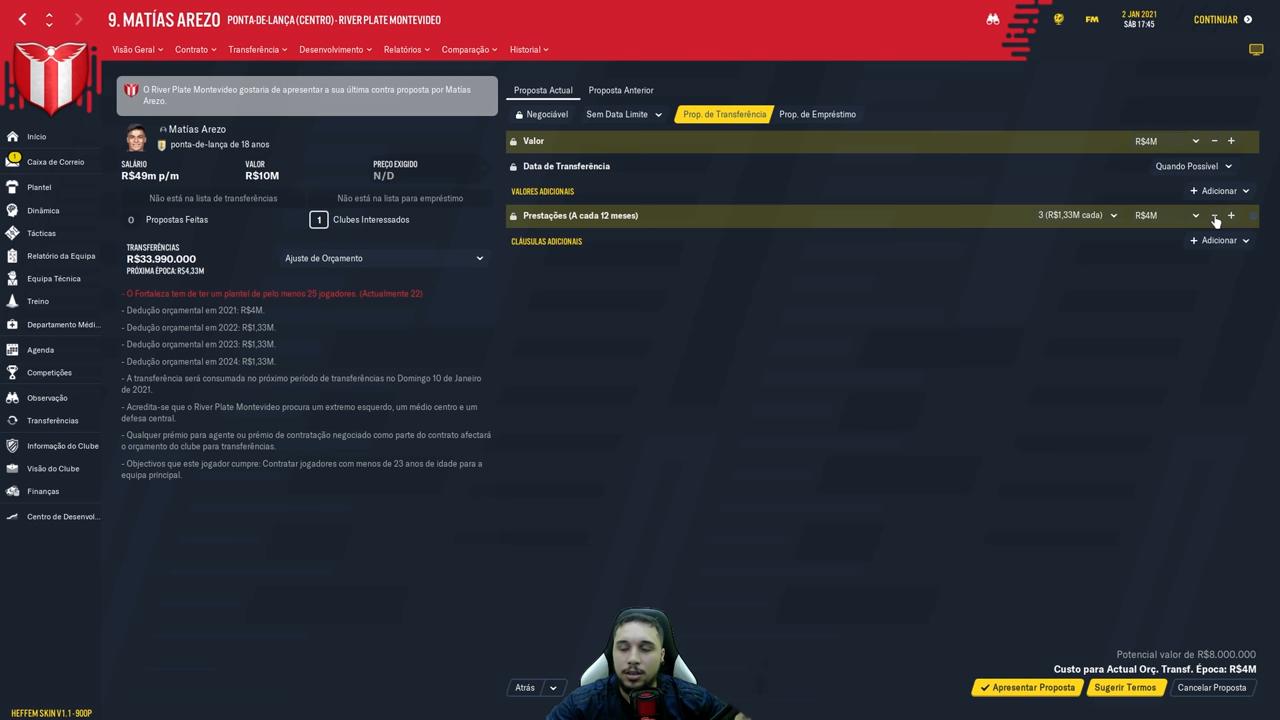 9. MATÍAS AREZO PONTA-DE-LANÇA (CENTRO) - RIVER PLATE MONTEVIDEO
FM
2 JAN 2021
SÁB 17:45
CONTINUAR
Visão Geral Contrato Transferência Desenvolvimento Relatórios Comparação Historial
O River Plate Montevideo gostaria de apresentar a sua última contra proposta por Matías
Arezo.
Matías Arezo
ponta-de-lança de 18 anos
SALÁRIO VALOR PREÇO EXIGIDO
R$49m p/m R$10M N/D
Não está na lista de transferências Não está na lista para empréstimo
0 Propostas Feitas 1 Clubes Interessados
TRANSFERÊNCIAS
R$33.990.000
PRÓXIMA ÉPOCA: R$4,33M
Ajuste de Orçamento
- O Fortaleza tem de ter um plantel de pelo menos 25 jogadores. (Actualmente 22)
- Dedução orçamental em 2021: R$4M.
- Dedução orçamental em 2022: R$1,33M.
- Dedução orçamental em 2023: R$1,33M.
- Dedução orçamental em 2024: R$1,33M.
- A transferência será consumada no próximo período de transferências no Domingo 10 de Janeiro
de 2021.
- Acredita-se que o River Plate Montevideo procura um extremo esquerdo, um médio centro e um
defesa central.
- Qualquer prémio para agente ou prémio de contratação negociado como parte do contrato afectará
o orçamento do clube para transferências.
- Objectivos que este jogador cumpre: Contratar jogadores com menos de 23 anos de idade para a
equipa principal.
Proposta Actual Proposta Anterior
Negociável Sem Data Limite Prop. de Transferência Prop. de Empréstimo
Valor R$4M
Data de Transferência Quando Possível
VALORES ADICIONAIS + Adicionar
Prestações (A cada 12 meses) 3 (R$1,33M cada) R$4M
CLÁUSULAS ADICIONAIS + Adicionar
Início
1
Caixa de Correio
Plantel
Dinâmica
Tácticas
Relatório da Equipa
Equipa Técnica
Treino
Departamento Médi...
Agenda
Competições
Observação
Transferências
Informação do Clube
Visão do Clube
Finanças
Centro de Desenvol...
Potencial valor de R$8.000.000
Custo para Actual Orç. Transf. Época: R$4M
Atrás Apresentar Proposta Sugerir Termos Cancelar Proposta
HEFFEM SKIN V1.1 - 900P